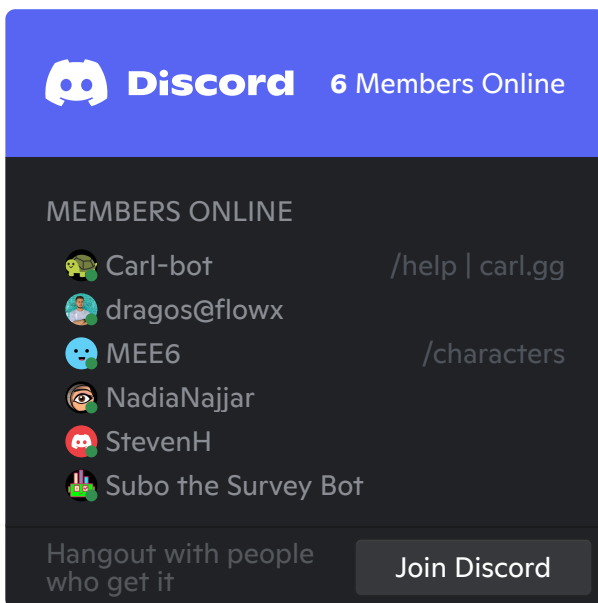 Discord 6 Members Online
MEMBERS ONLINE
Carl-bot /help | carl.gg
dragos@flowx
MEE6 /characters
NadiaNajjar
StevenH
Subo the Survey Bot
Hangout with people
who get it
Join Discord